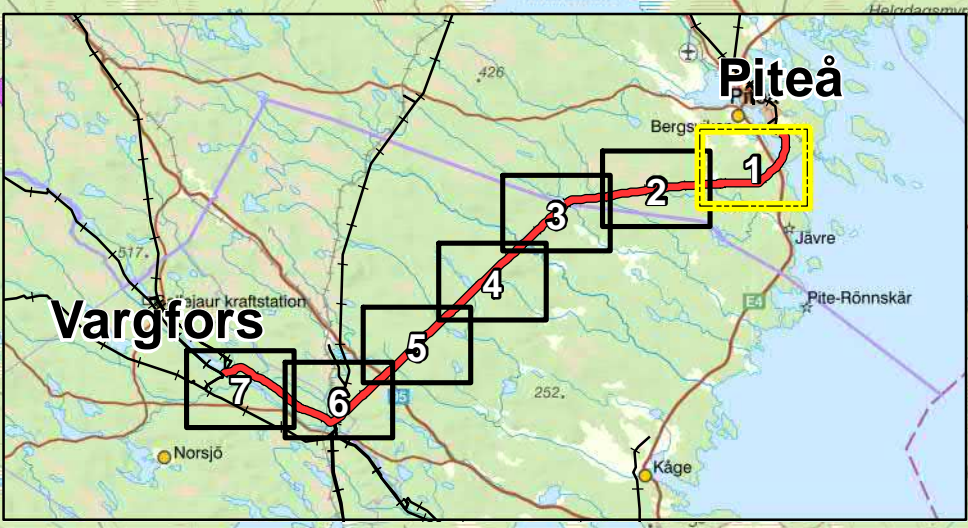 Helgdagsmyr
426
Piteå
Bergsviken
1
2
3
Jävre
517
4
E4
Pite-Rönnskär
kraftstation
Vargfors
5
6
7
252
Norsjö
Kåge